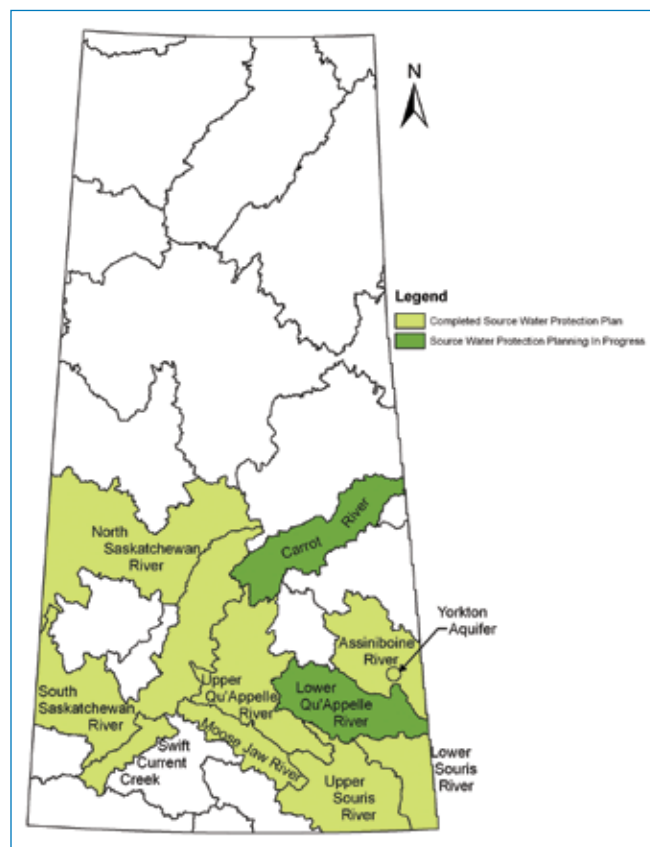 N
Legend
Completed Source Water Protection Plan
Source Water Protection Planning In Progress
North
Saskatchewan
River
Carrot River
Yorkton
Aquifer
Assiniboine
River
South
Saskatchewan
River
Upper
Qu'Appelle
River
Lower
Qu'Appelle
River
Moose Jaw River
Swift
Current
Creek
Upper
Souris
River
Lower
Souris
River